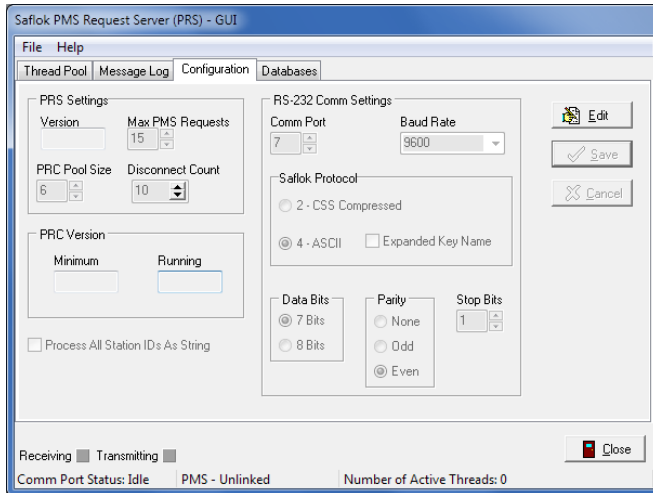 Saflok PMS Request Server (PRS) - GUI
File Help
Thread Pool Message Log Configuration Databases
PRS Settings
Version Max PMS Requests
15
PRC Pool Size Disconnect Count
6 10
PRC Version
Minimum Running
Process All Station IDs As String
RS-232 Comm Settings
Comm Port Baud Rate
7 9600
Saflok Protocol
2 - CSS Compressed
4 - ASCII Expanded Key Name
Data Bits
7 Bits
8 Bits
Parity
None
Odd
Even
Stop Bits
1
Edit
Save
Cancel
Close
Receiving Transmitting
Comm Port Status: Idle PMS - Unlinked Number of Active Threads: 0